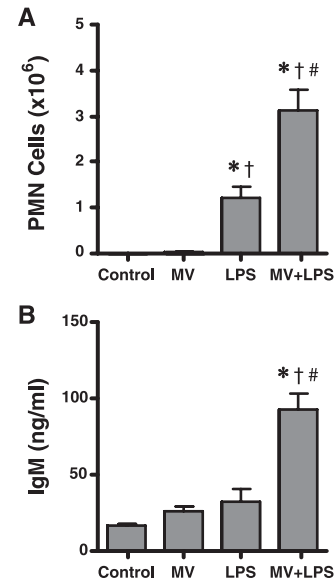 A
PMN Cells (x10⁶)
5
4
3
2
1
0
* †
* † #
Control MV LPS MV+LPS
B
IgM (ng/ml)
150
100
50
0
* † #
Control MV LPS MV+LPS